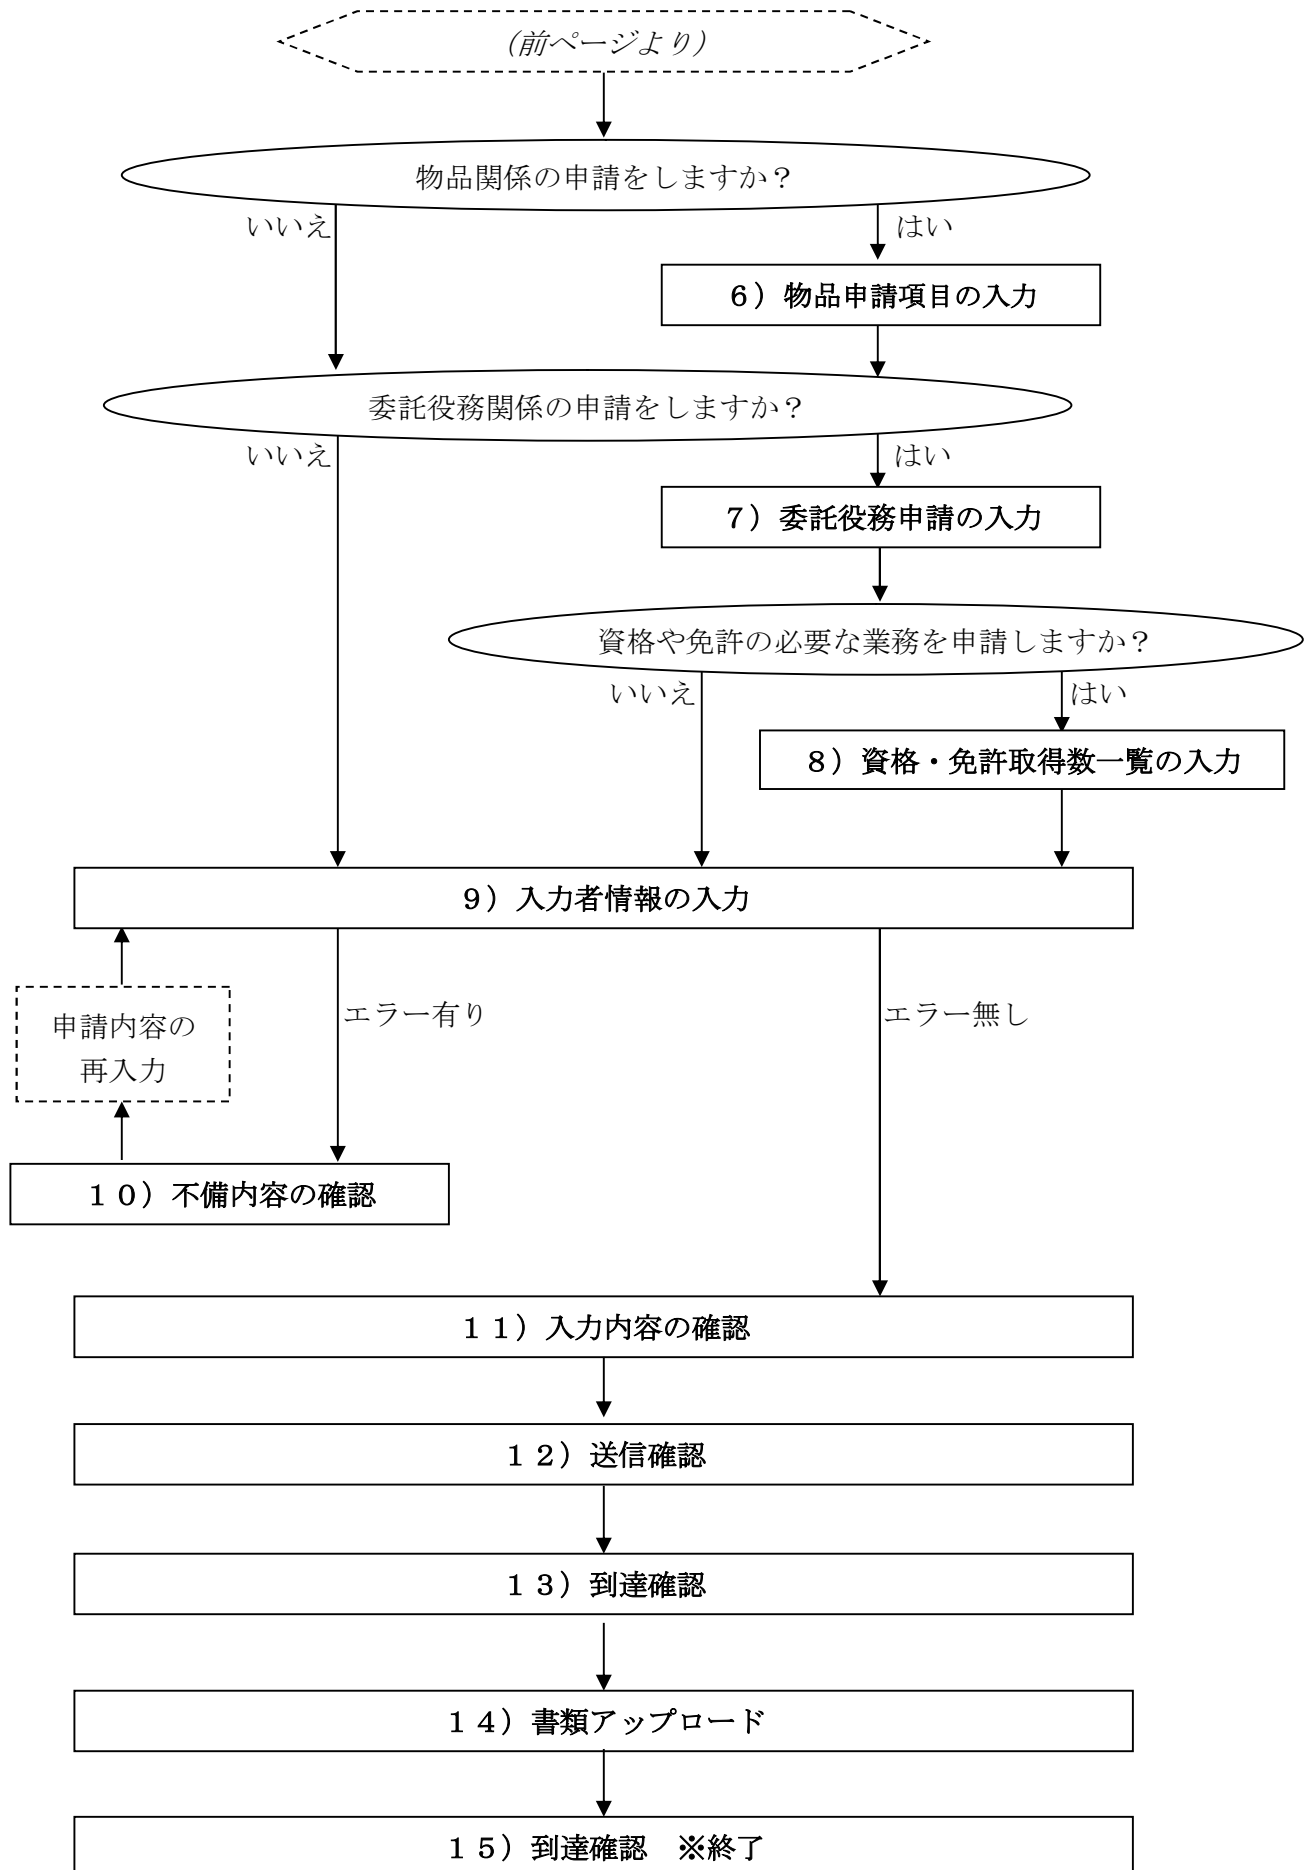 (前ページより)
物品関係の申請をしますか？
いいえ
はい
６）物品申請項目の入力
委託役務関係の申請をしますか？
いいえ
はい
７）委託役務申請の入力
資格や免許の必要な業務を申請しますか？
いいえ
はい
８）資格・免許取得数一覧の入力
９）入力者情報の入力
申請内容の
再入力
エラー有り
エラー無し
１０）不備内容の確認
１１）入力内容の確認
１２）送信確認
１３）到達確認
１４）書類アップロード
１５）到達確認　※終了